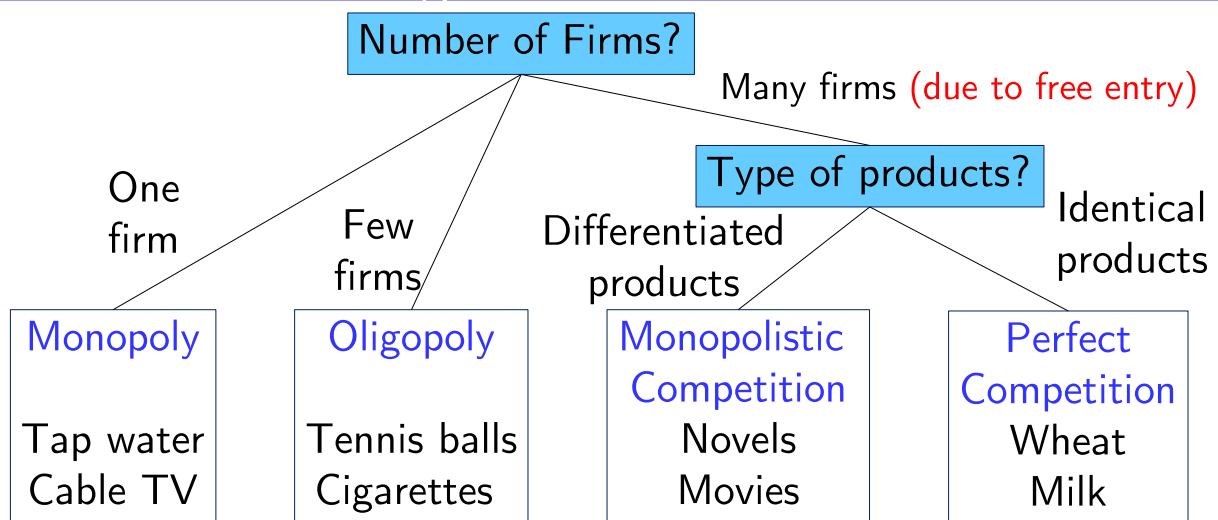 Number of Firms?
Many firms (due to free entry)
Type of products?
One
firm
Few
firms
Differentiated
products
Identical
products
Monopoly
Tap water
Cable TV
Oligopoly
Tennis balls
Cigarettes
Monopolistic
Competition
Novels
Movies
Perfect
Competition
Wheat
Milk